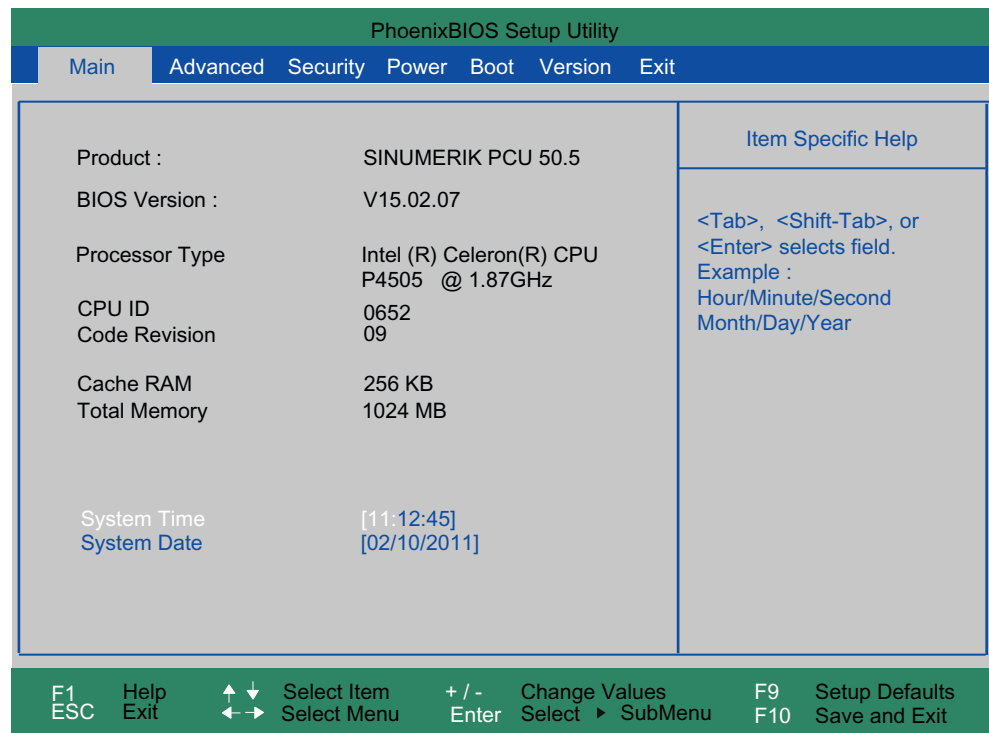 PhoenixBIOS Setup Utility
Main Advanced Security Power Boot Version Exit
Product : SINUMERIK PCU 50.5
BIOS Version : V15.02.07
Processor Type Intel (R) Celeron(R) CPU
P4505 @ 1.87GHz
CPU ID 0652
Code Revision 09
Cache RAM 256 KB
Total Memory 1024 MB
System Time [11:12:45]
System Date [02/10/2011]
Item Specific Help
<Tab>, <Shift-Tab>, or
<Enter> selects field.
Example :
Hour/Minute/Second
Month/Day/Year
F1 Help Select Item + / - Change Values F9 Setup Defaults
ESC Exit Select Menu Enter Select SubMenu F10 Save and Exit